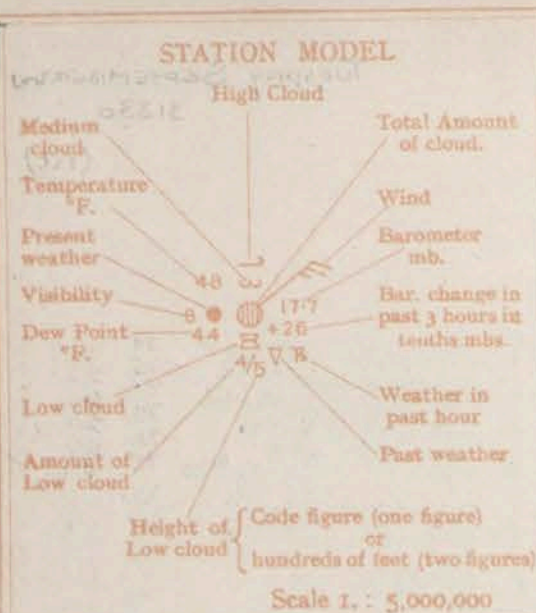 STATION MODEL
High Cloud
Medium
cloud
Total Amount
of cloud.
Temperature
°F.
Wind
Present
weather
Barometer
mb.
Visibility
Bar. change in
past 3 hours in
tenths mbs.
Dew Point
°F.
48
8
17.7
44
+26
4/5
Low cloud
Weather in
past hour
Amount of
Low cloud
Past weather
Height of
Low cloud
Code figure (one figure)
or
hundreds of feet (two figures)
Scale 1. : 5,000,000